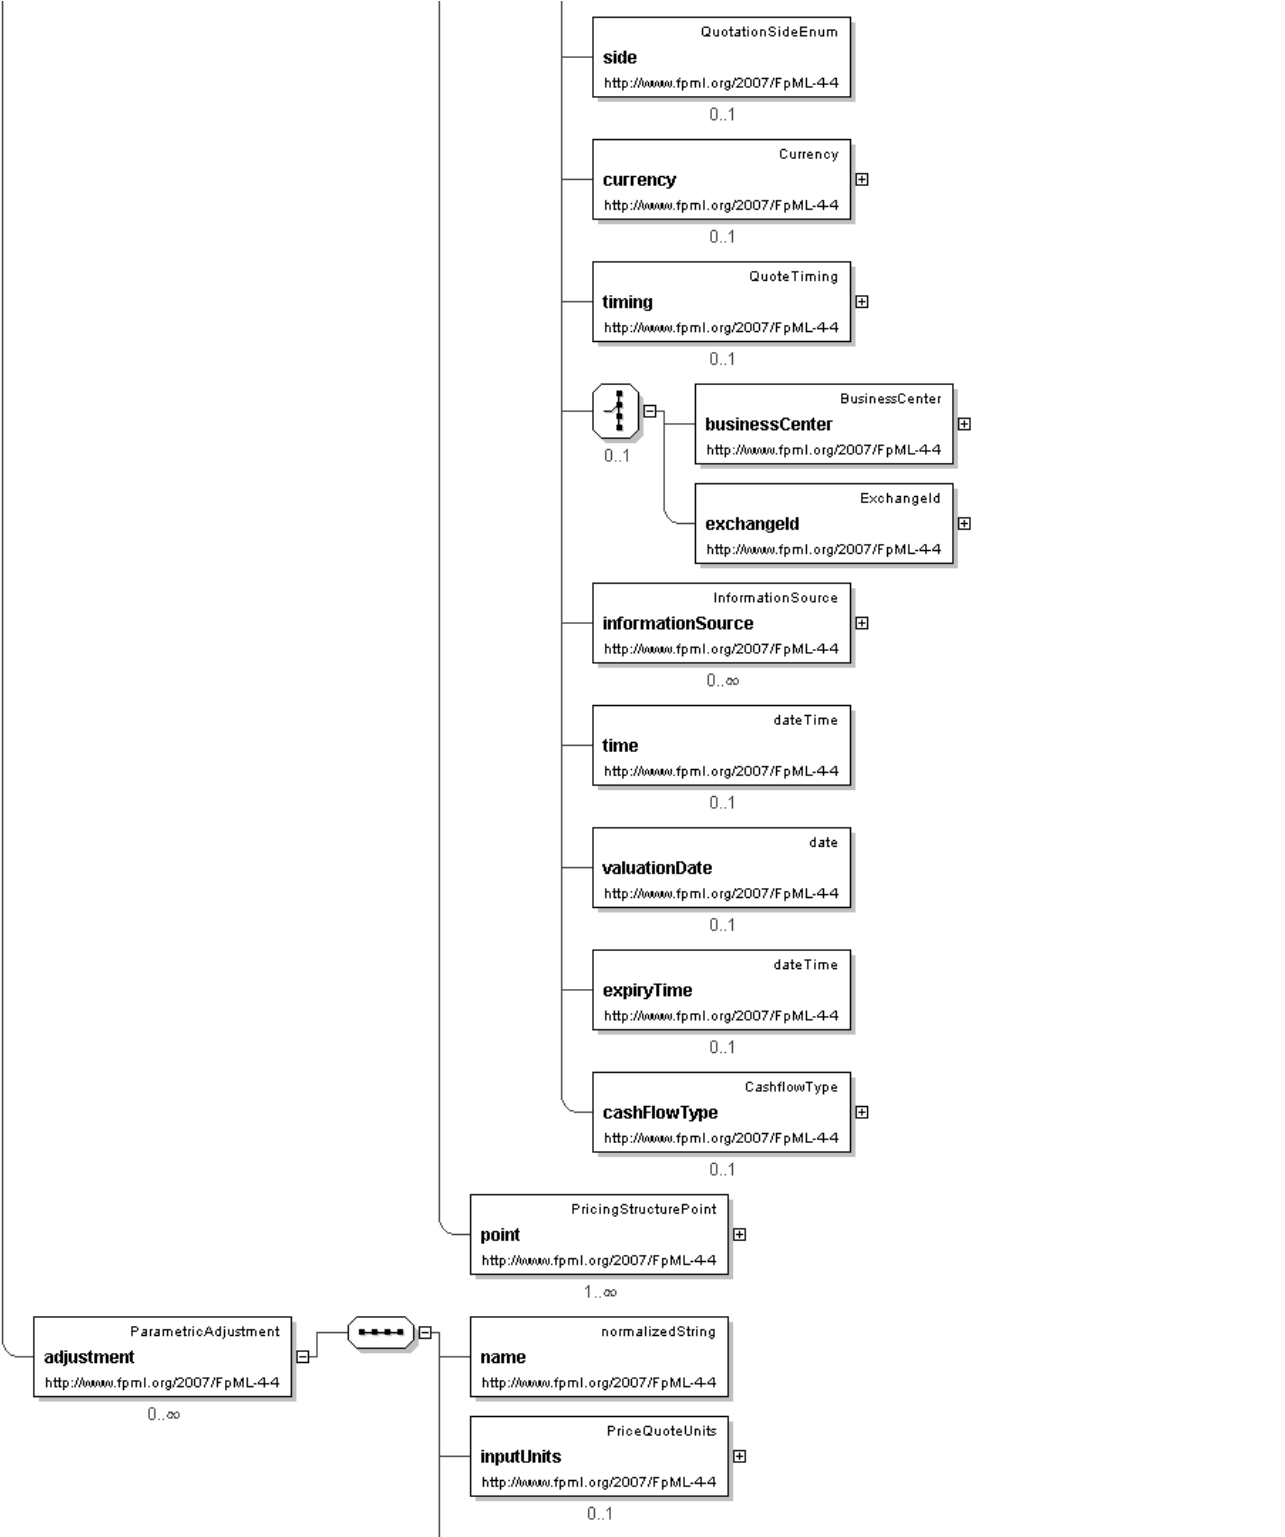 QuotationSideEnum
side
http://www.fpml.org/2007/FpML-4-4
0..1
Currency
currency
http://www.fpml.org/2007/FpML-4-4
0..1
QuoteTiming
timing
http://www.fpml.org/2007/FpML-4-4
0..1
0..1
BusinessCenter
businessCenter
http://www.fpml.org/2007/FpML-4-4
ExchangeId
exchangeId
http://www.fpml.org/2007/FpML-4-4
InformationSource
informationSource
http://www.fpml.org/2007/FpML-4-4
0..∞
dateTime
time
http://www.fpml.org/2007/FpML-4-4
0..1
date
valuationDate
http://www.fpml.org/2007/FpML-4-4
0..1
dateTime
expiryTime
http://www.fpml.org/2007/FpML-4-4
0..1
CashflowType
cashFlowType
http://www.fpml.org/2007/FpML-4-4
0..1
PricingStructurePoint
point
http://www.fpml.org/2007/FpML-4-4
1..∞
ParametricAdjustment
adjustment
http://www.fpml.org/2007/FpML-4-4
0..∞
normalizedString
name
http://www.fpml.org/2007/FpML-4-4
PriceQuoteUnits
inputUnits
http://www.fpml.org/2007/FpML-4-4
0..1